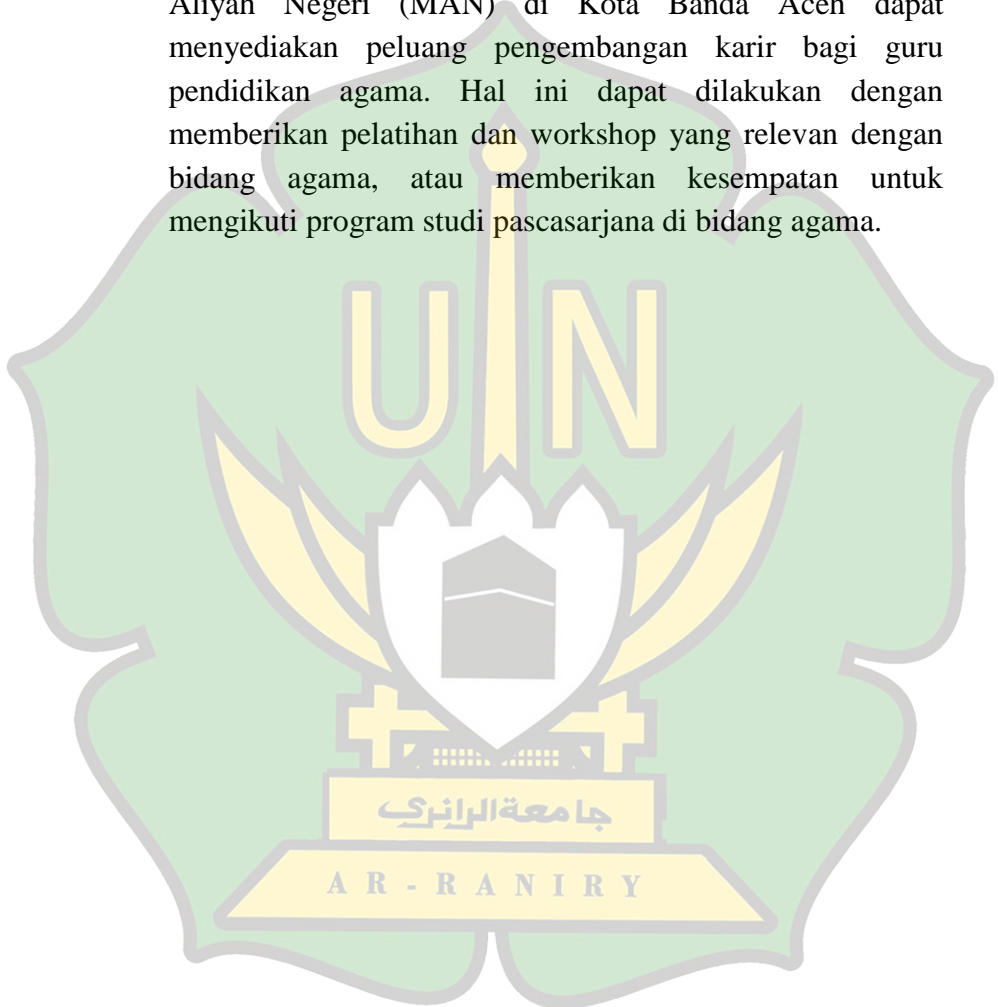 Aliyah Negeri (MAN) di Kota Banda Aceh dapat
menyediakan peluang pengembangan karir bagi guru
pendidikan agama. Hal ini dapat dilakukan dengan
memberikan pelatihan dan workshop yang relevan dengan
bidang agama, atau memberikan kesempatan untuk
mengikuti program studi pascasarjana di bidang agama.
UIN
جامعةالرانري
AR-RANIRY